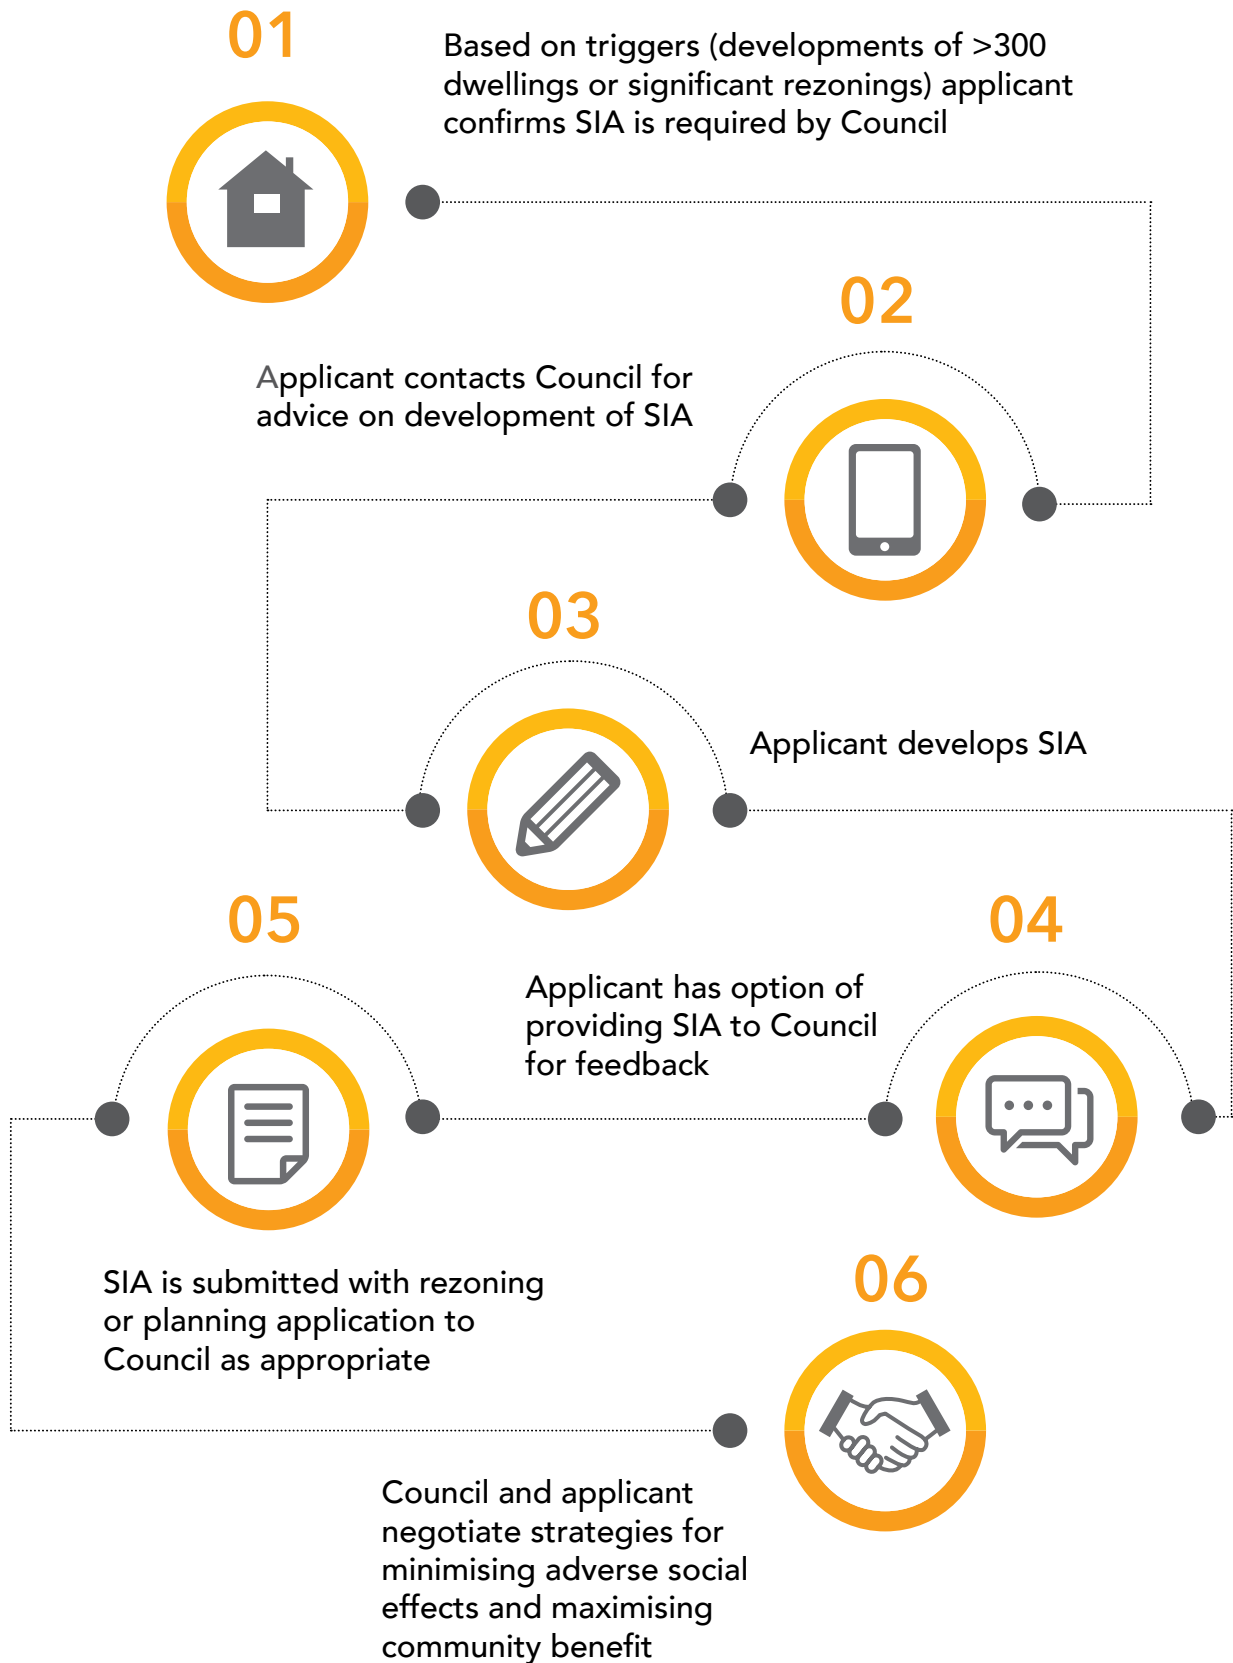 01
Based on triggers (developments of >300
dwellings or significant rezonings) applicant
confirms SIA is required by Council
02
Applicant contacts Council for
advice on development of SIA
03
Applicant develops SIA
04
Applicant has option of
providing SIA to Council
for feedback
05
SIA is submitted with rezoning
or planning application to
Council as appropriate
06
Council and applicant
negotiate strategies for
minimising adverse social
effects and maximising
community benefit